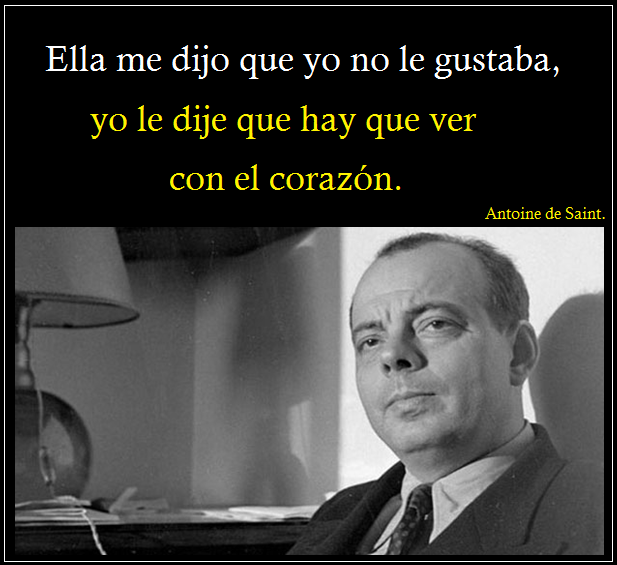 Ella me dijo que yo no le gustaba,
yo le dije que hay que ver
con el corazón.
Antoine de Saint.